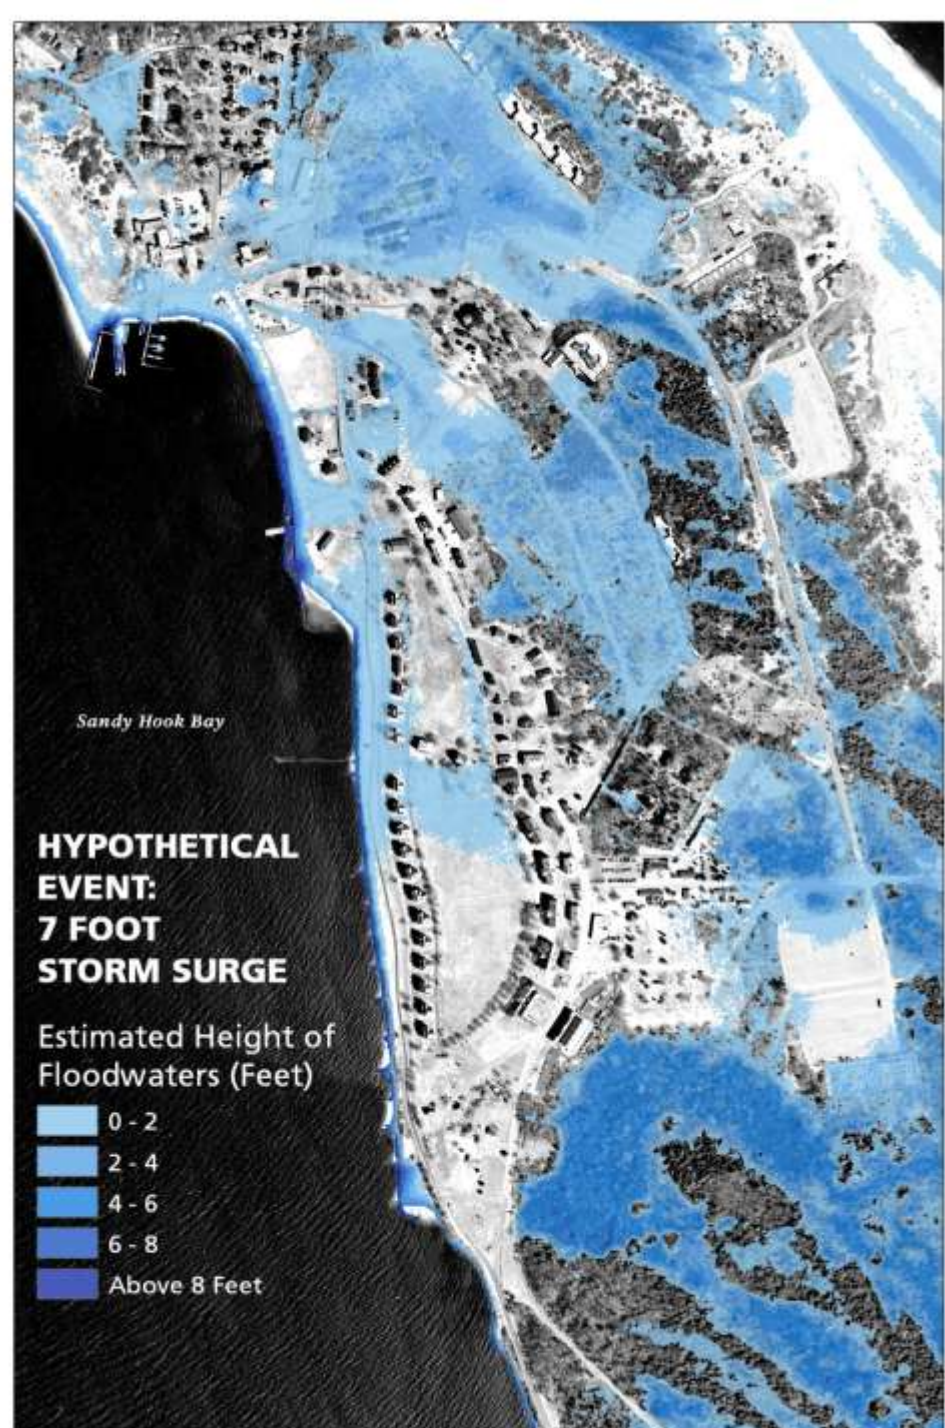 Sandy Hook Bay
HYPOTHETICAL
EVENT:
7 FOOT
STORM SURGE
Estimated Height of
Floodwaters (Feet)
0 - 2
2 - 4
4 - 6
6 - 8
Above 8 Feet